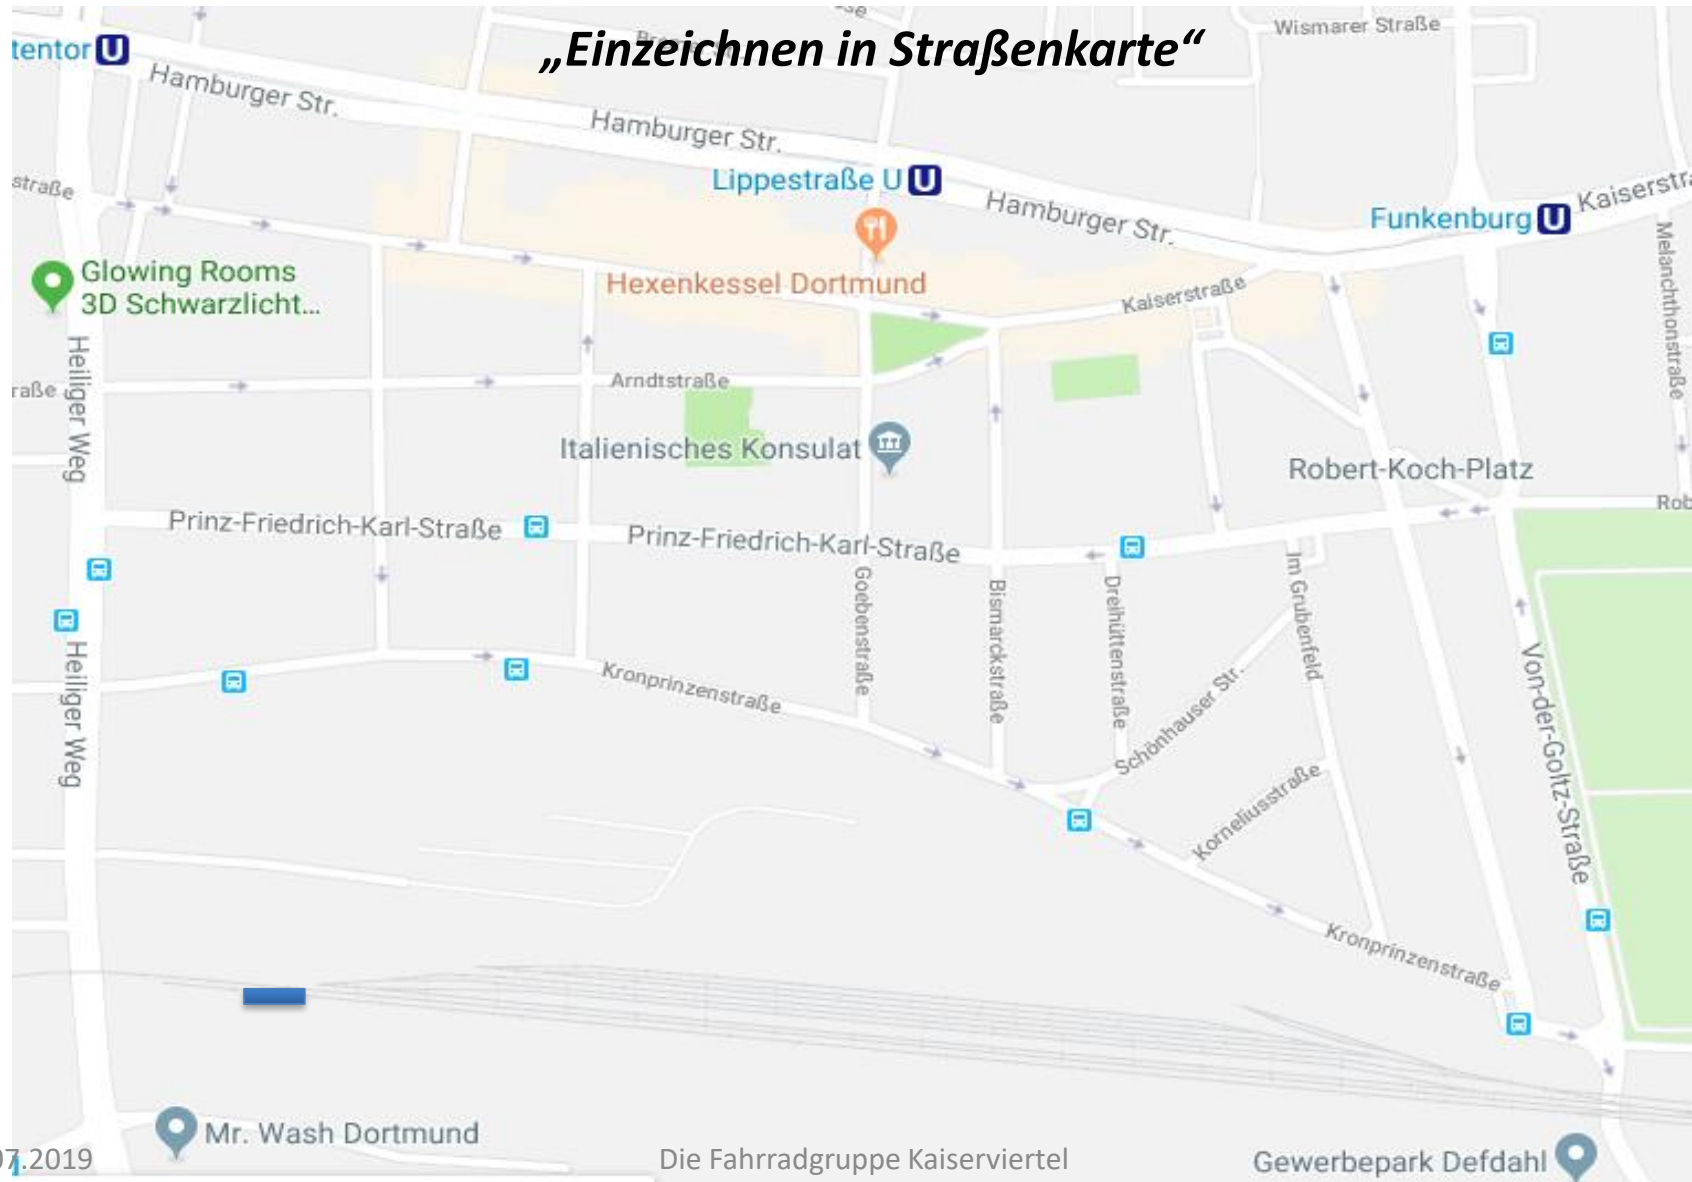 „Einzeichnen in Straßenkarte“
Wismarer Straße
tentor U
Hamburger Str.
Hamburger Str.
Lippestraße U U
straße
Hamburger Str.
Kaiserstra
Funkenburg U
Glowing Rooms
3D Schwarzlicht...
Hexenkessel Dortmund
Kaiserstraße
Melanchthonstraße
Heiliger Weg
raße
Arndtstraße
Italienisches Konsulat
Robert-Koch-Platz
Rob
Prinz-Friedrich-Karl-Straße
Prinz-Friedrich-Karl-Straße
Goebenstraße
Bismarckstraße
Dreihüttenstraße
Im Grubenfeld
Heiliger Weg
Kronprinzenstraße
Schönhauser Str.
Von-der-Goltz-Straße
Korneliusstraße
Kronprinzenstraße
Mr. Wash Dortmund
07.2019
Die Fahrradgruppe Kaiserviertel
Gewerbepark Defdahl